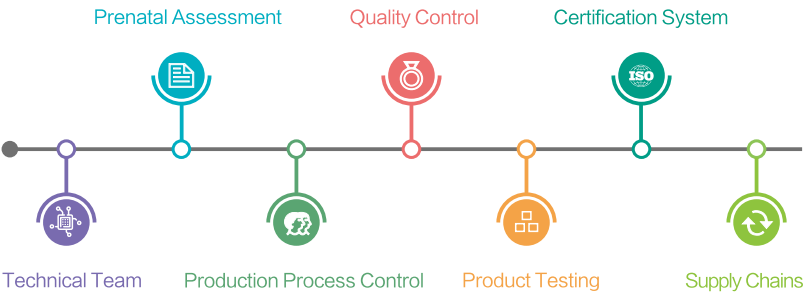 Prenatal Assessment
Quality Control
Certification System
ISO
Technical Team
Production Process Control
Product Testing
Supply Chains